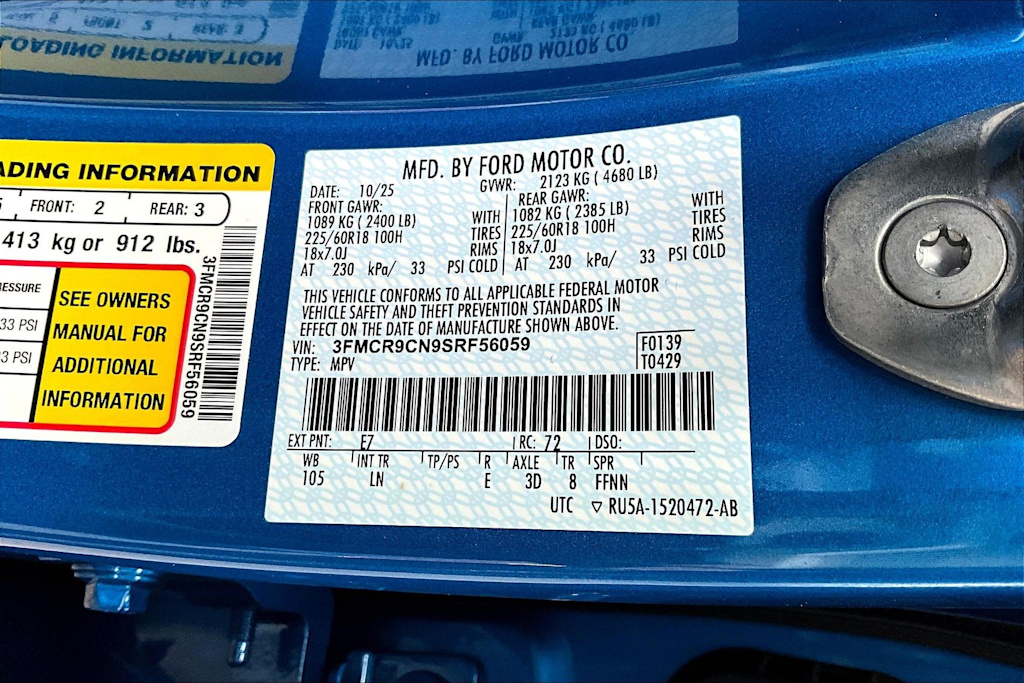 ADING INFORMATION
FRONT: 2
REAR: 3
413 kg or 912 lbs.
33 PSI
3 PSI
SEE OWNERS
MANUAL FOR
ADDITIONAL
INFORMATION
3FMCR9CN9SRF56059
MFD. BY FORD MOTOR CO.
DATE: 10/25 GVWR: 2123 KG ( 4680 LB)
FRONT GAWR: REAR GAWR:
1089 KG ( 2400 LB) WITH 1082 KG ( 2385 LB) WITH
225/60R18 100H TIRES 225/60R18 100H TIRES
18x7.0J RIMS 18x7.0J RIMS
AT 230 kPa/ 33 PSI COLD AT 230 kPa/ 33 PSI COLD
THIS VEHICLE CONFORMS TO ALL APPLICABLE FEDERAL MOTOR
VEHICLE SAFETY AND THEFT PREVENTION STANDARDS IN
EFFECT ON THE DATE OF MANUFACTURE SHOWN ABOVE.
VIN: 3FMCR9CN9SRF56059 F0139
TYPE: MPV T0429
EXT PNT: E7 RC: 72 DSO:
WB INT TR TP/PS R AXLE TR SPR
105 LN E 3D 8 FFNN
UTC ▽ RU5A-1520472-AB